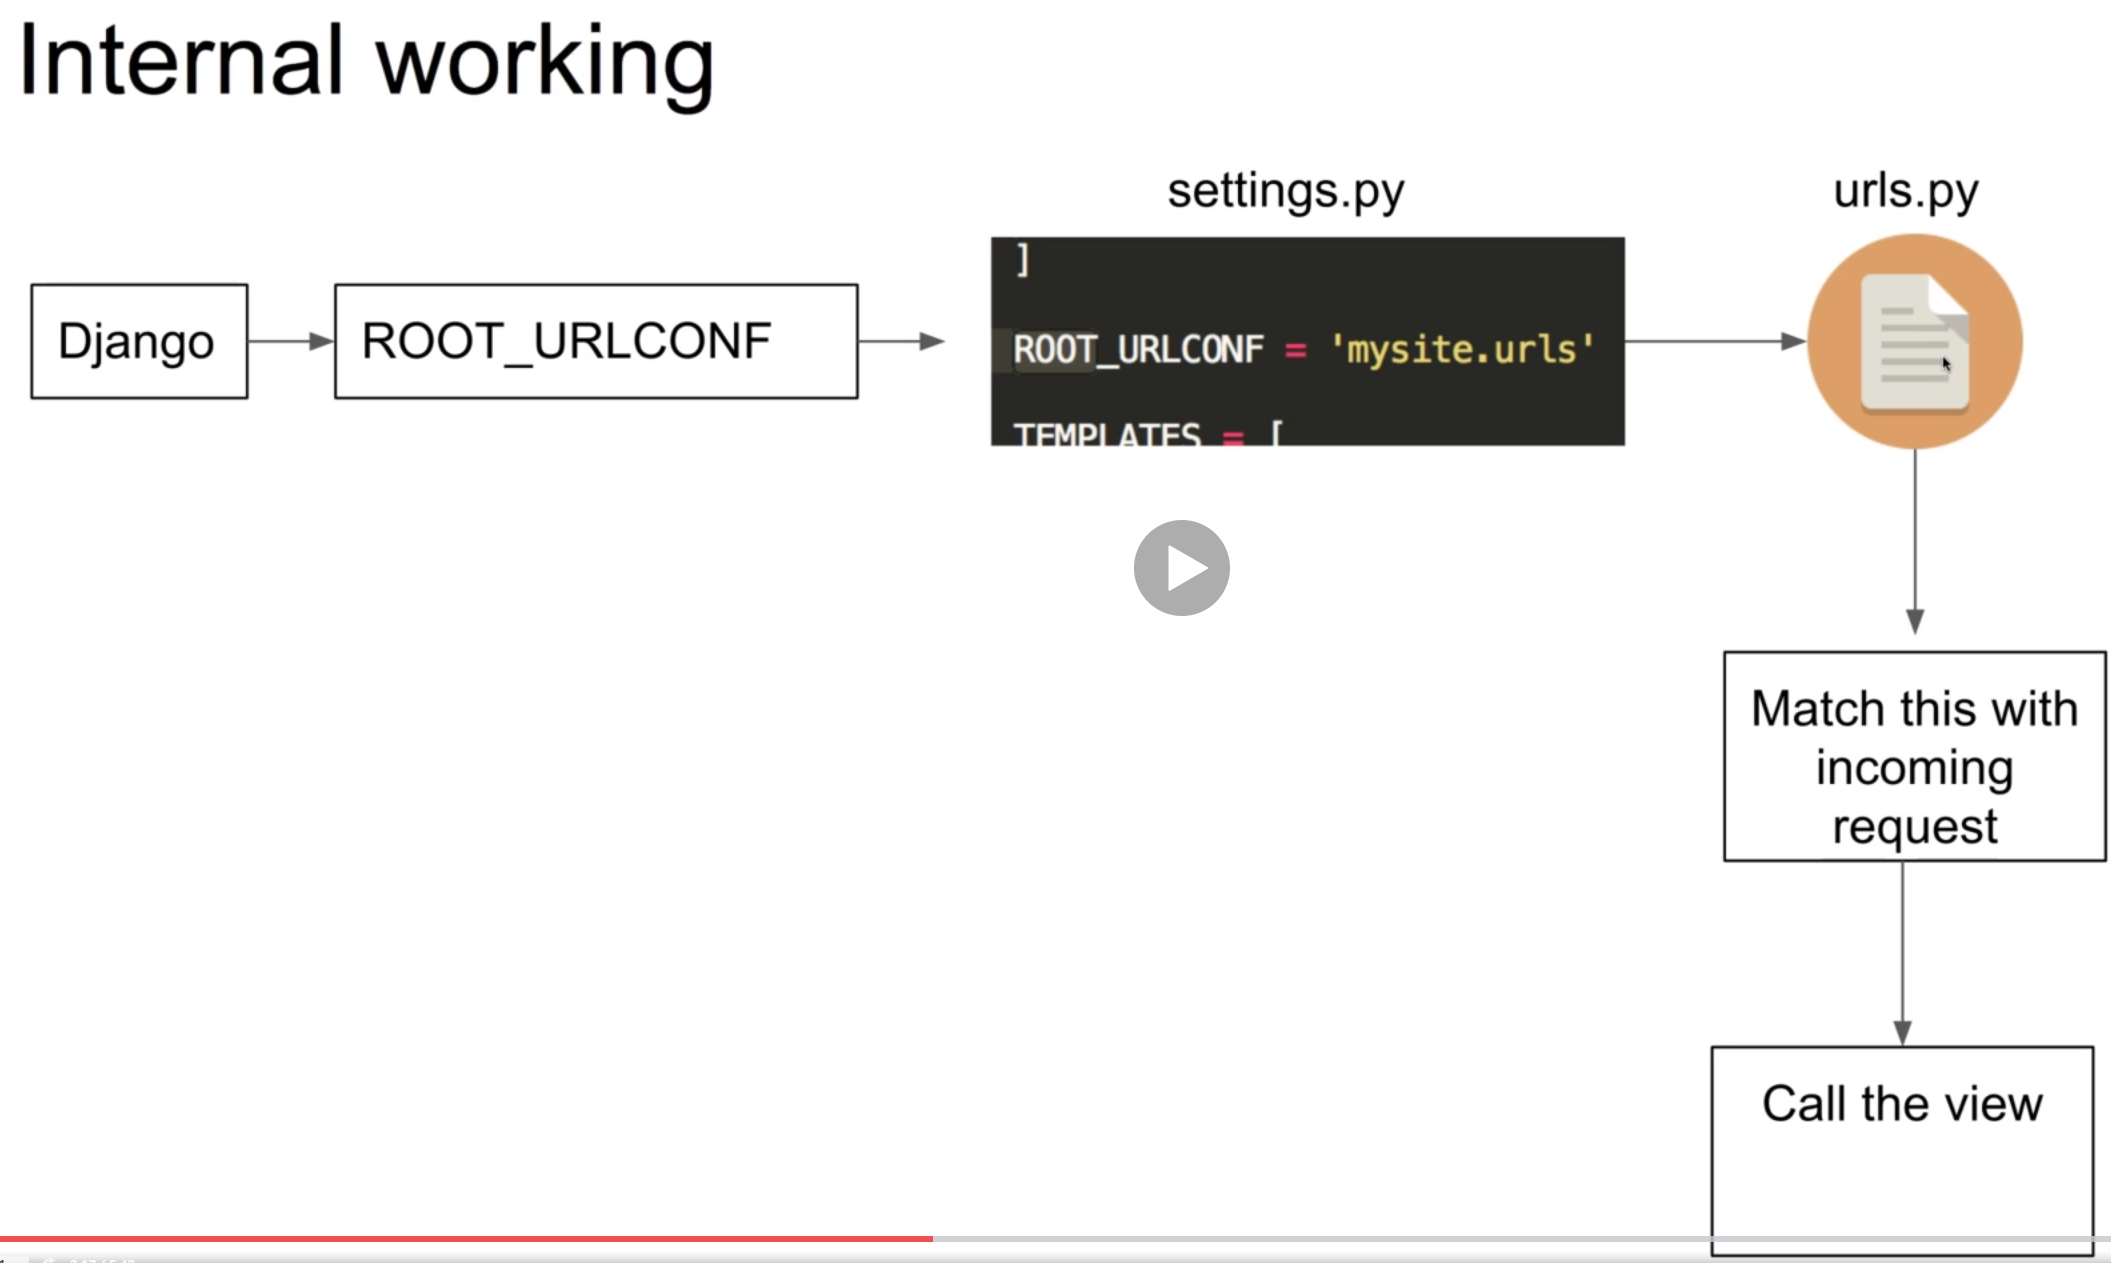 Internal working
settings.py
urls.py
Django
ROOT_URLCONF
]
ROOT_URLCONF = 'mysite.urls'
TEMPLATES = [
Match this with
incoming
request
Call the view